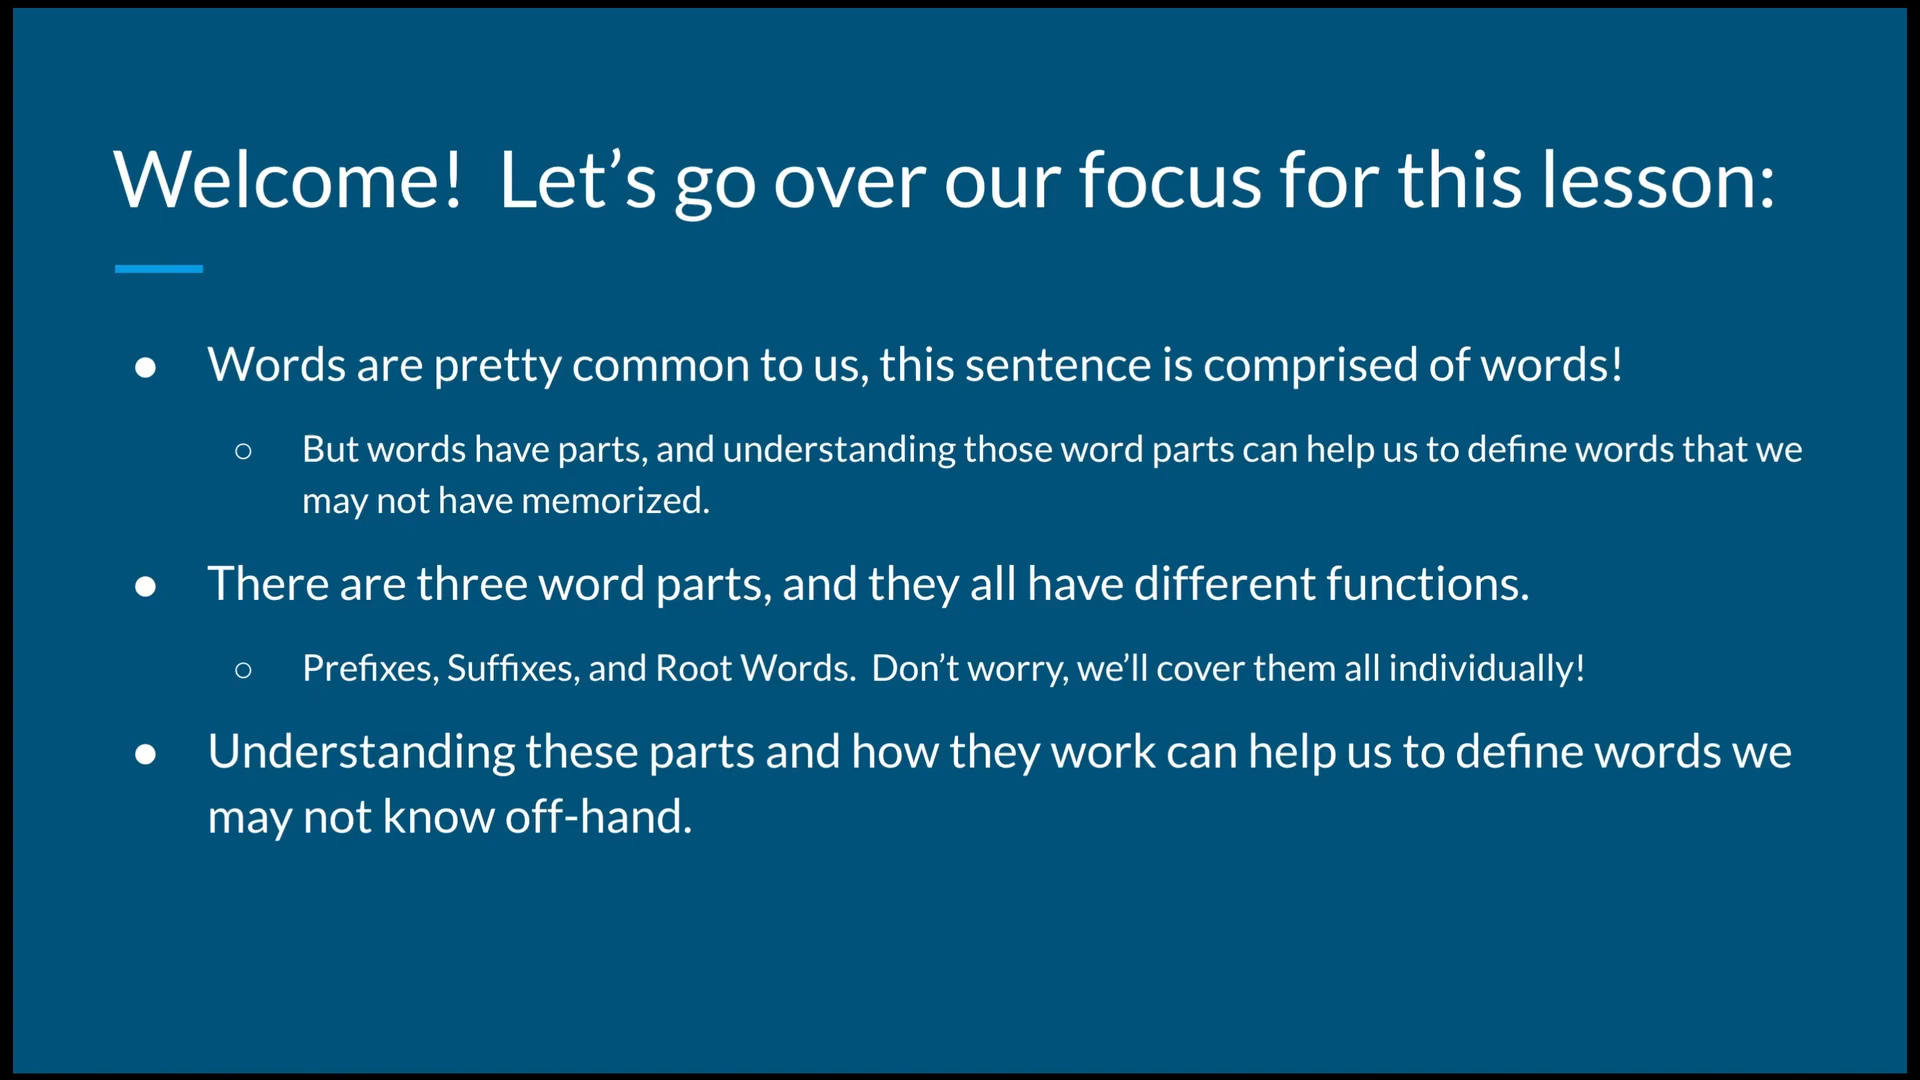 Welcome!  Let’s go over our focus for this lesson:
● Words are pretty common to us, this sentence is comprised of words!
○ But words have parts, and understanding those word parts can help us to define words that we
may not have memorized.
● There are three word parts, and they all have different functions.
○ Prefixes, Suffixes, and Root Words.  Don’t worry, we’ll cover them all individually!
● Understanding these parts and how they work can help us to define words we
may not know off-hand.